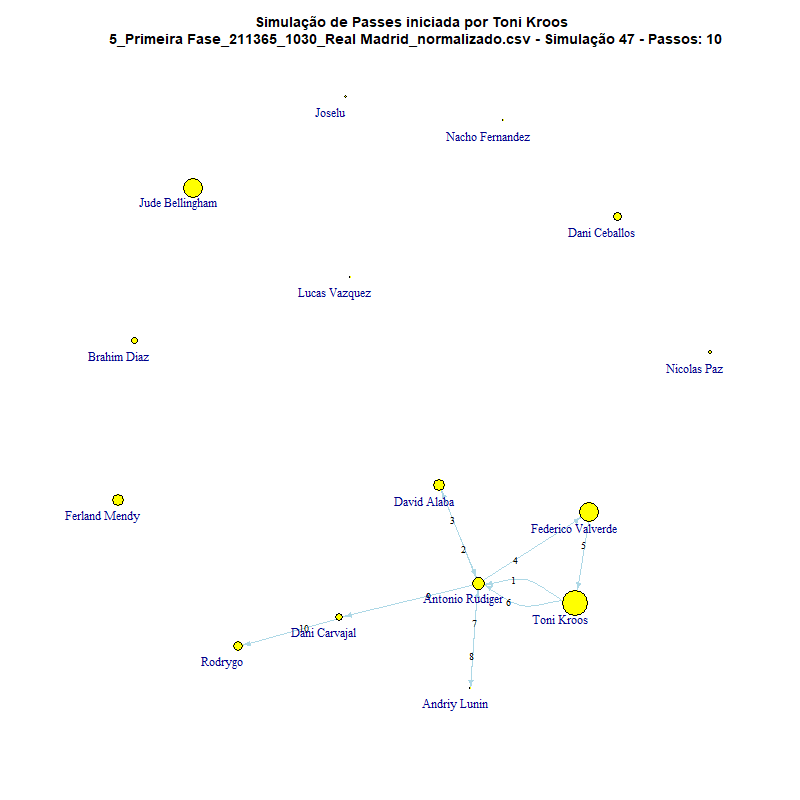 Simulação de Passes iniciada por Toni Kroos
5_Primeira Fase_211365_1030_Real Madrid_normalizado.csv - Simulação 47 - Passos: 10
Joselu
Nacho Fernandez
Jude Bellingham
Dani Ceballos
Lucas Vazquez
Brahim Diaz
Nicolas Paz
David Alaba
Ferland Mendy
3
Federico Valverde
5
2
4
1
9
Antonio Rudiger
6
Toni Kroos
7
10
Dani Carvajal
8
Rodrygo
Andriy Lunin